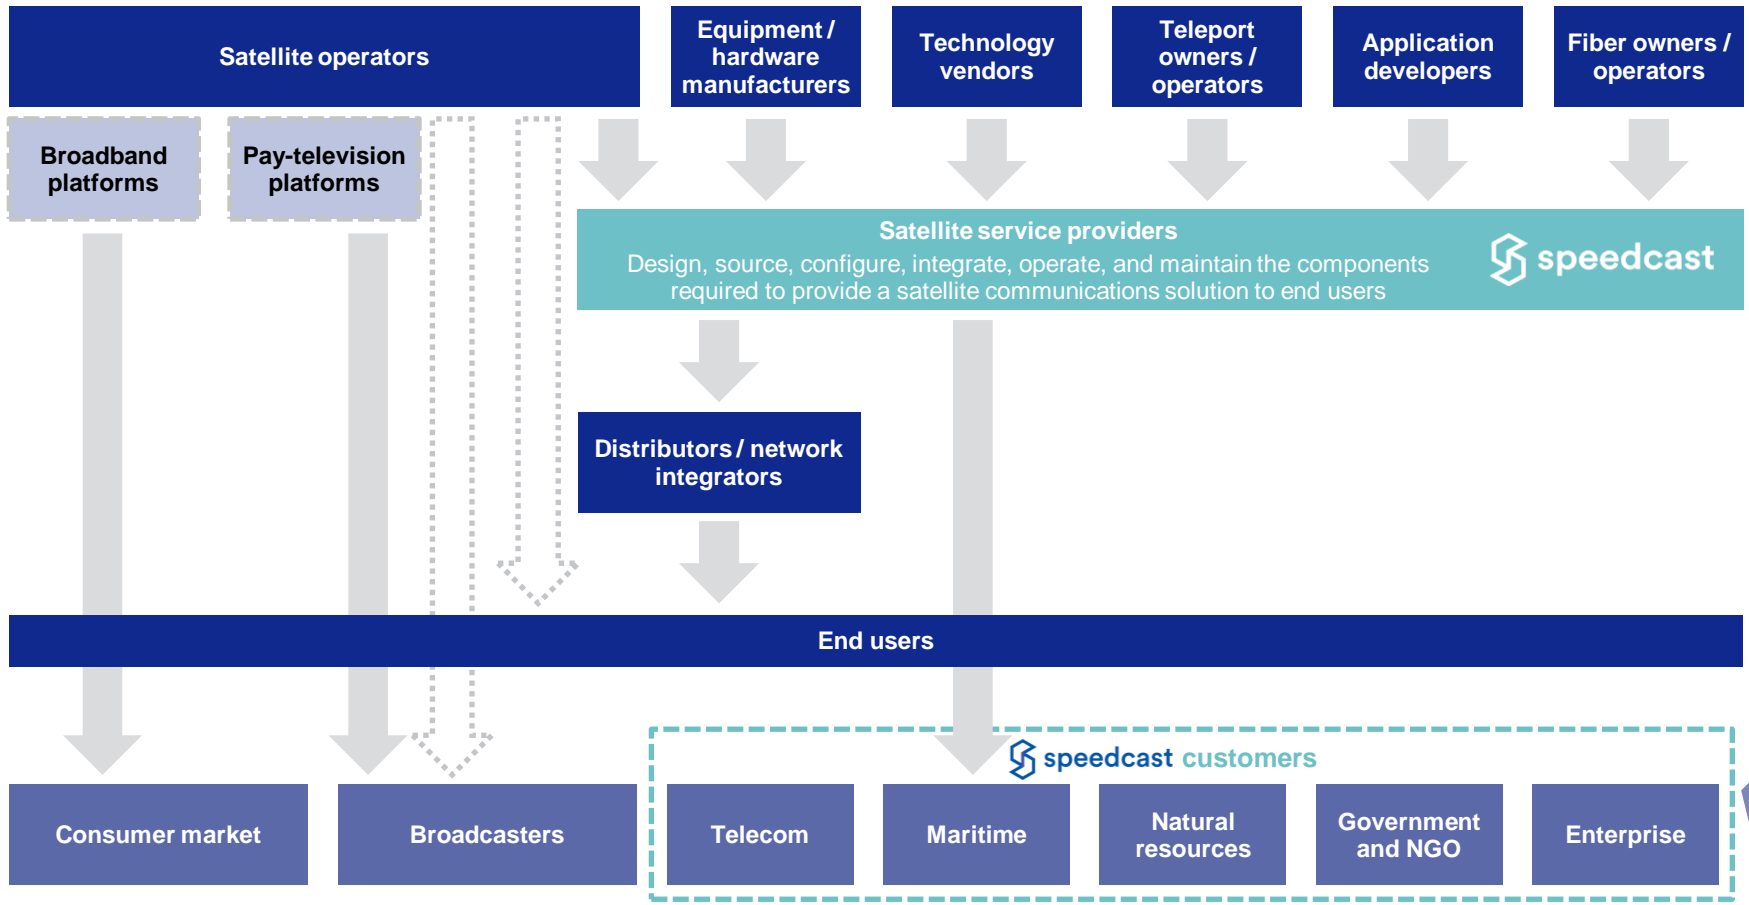 Satellite operators
Equipment /
hardware
manufacturers
Technology
vendors
Teleport
owners /
operators
Application
developers
Fiber owners /
operators
Broadband
platforms
Pay-television
platforms
Satellite service providers
Design, source, configure, integrate, operate, and maintain the components
required to provide a satellite communications solution to end users
speedcast
Distributors / network
integrators
End users
speedcast customers
Consumer market
Broadcasters
Telecom
Maritime
Natural
resources
Government
and NGO
Enterprise